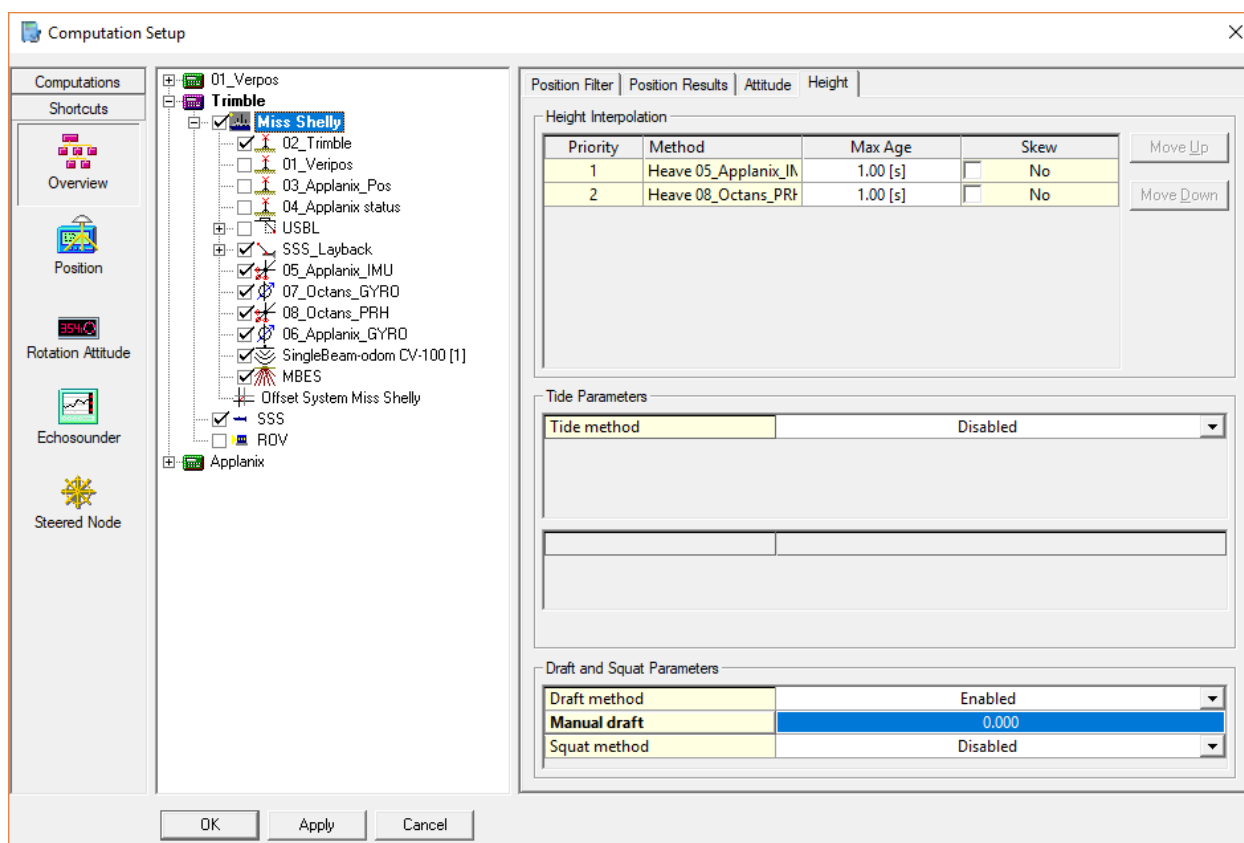 Computation Setup
Computations
Shortcuts
Overview
Position
Rotation Attitude
Echosounder
Steered Node
01_Verpos
Trimble
Miss Shelly
02_Trimble
01_Veripos
03_Applanix_Pos
04_Applanix status
USBL
SSS_Layback
05_Applanix_IMU
07_Octans_GYRO
08_Octans_PRH
06_Applanix_GYRO
SingleBeam-odom CV-100 [1]
MBES
Offset System Miss Shelly
SSS
ROV
Applanix
Position Filter Position Results Attitude Height
Height Interpolation
Priority Method Max Age Skew
1 Heave 05_Applanix_IM 1.00 [s] No
2 Heave 08_Octans_PRH 1.00 [s] No
Move Up
Move Down
Tide Parameters
Tide method Disabled
Draft and Squat Parameters
Draft method Enabled
Manual draft 0.000
Squat method Disabled
OK Apply Cancel